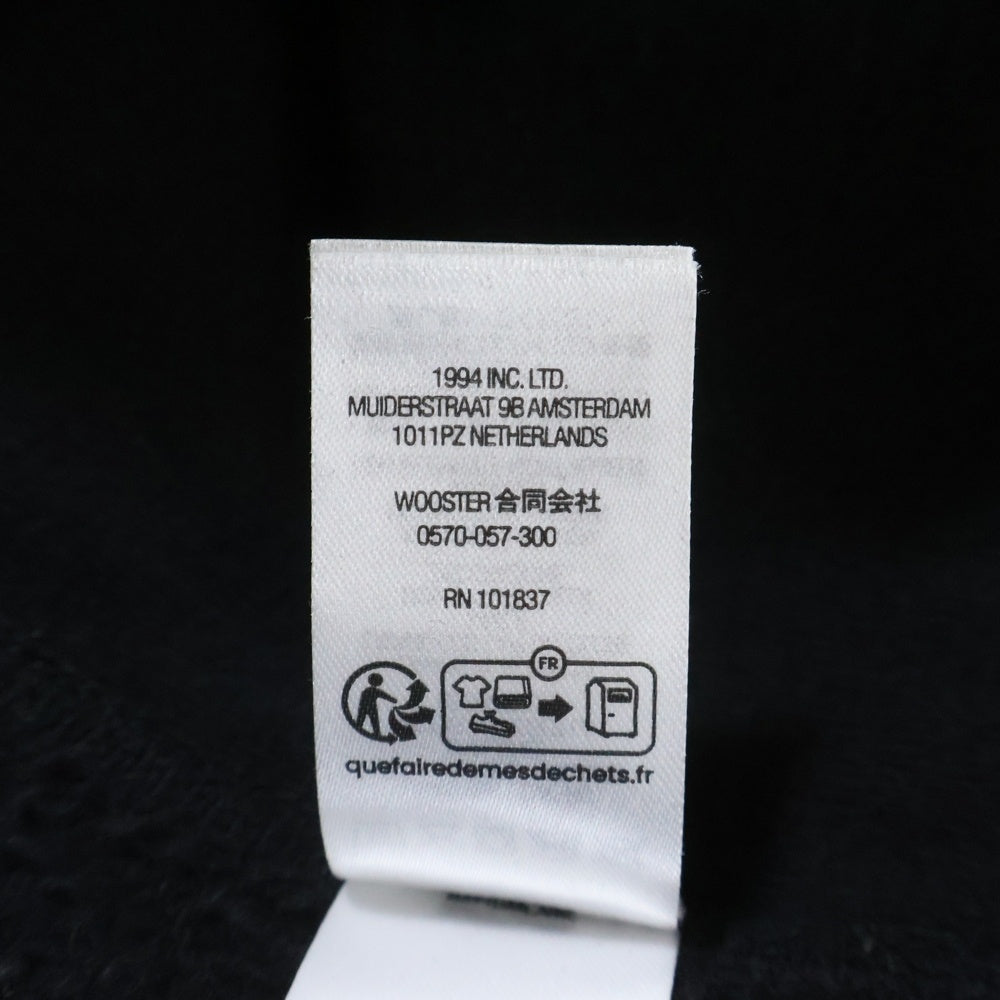 1994 INC. LTD.
MUIDERSTRAAT 9B AMSTERDAM
1011PZ NETHERLANDS
WOOSTER 合同会社
0570-057-300
RN 101837
FR
quefairedemesdechets.fr